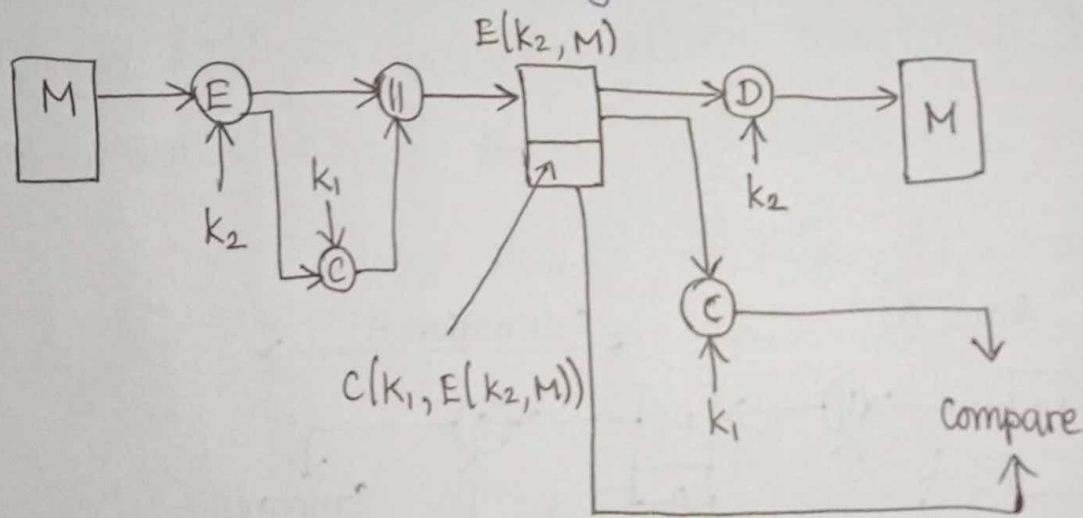 E(K₂, M)
M E || D M
K₂ K₁ K₂
C C
C(K₁, E(K₂, M))
K₁ Compare